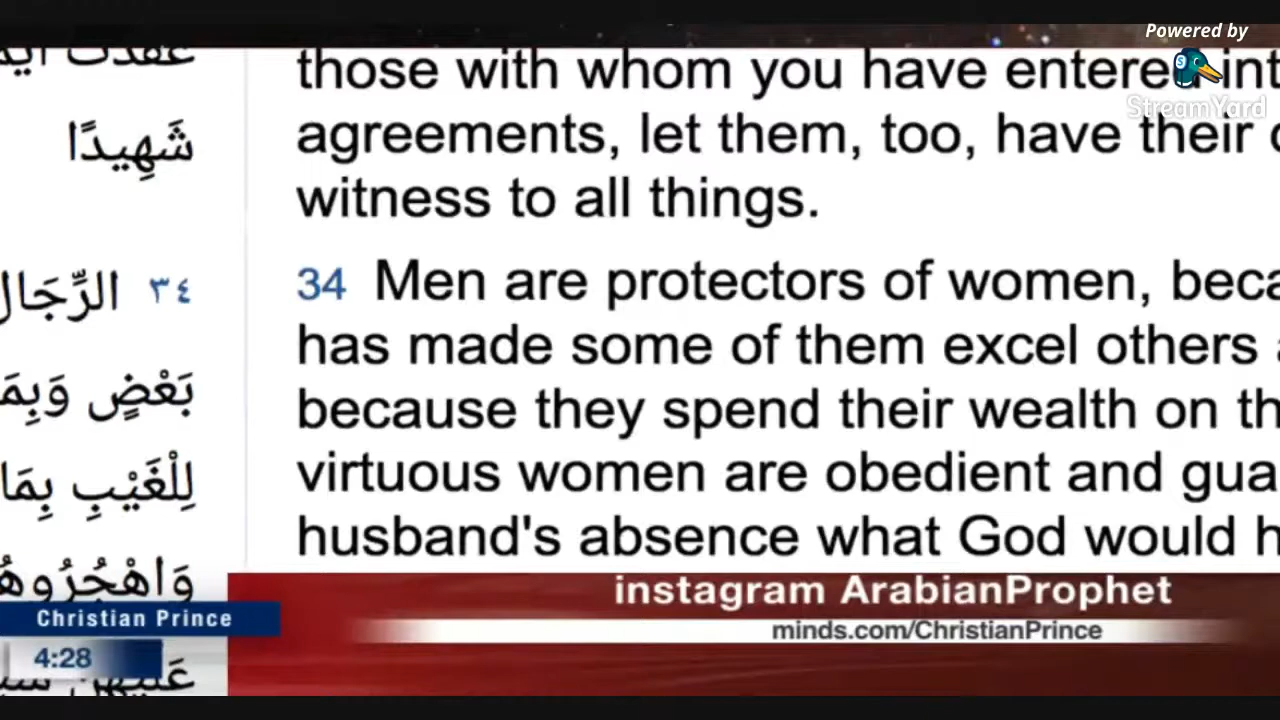 Powered by
StreamYard
those with whom you have entered int
agreements, let them, too, have their
witness to all things.
34 Men are protectors of women, beca
has made some of them excel others
because they spend their wealth on th
virtuous women are obedient and gua
husband's absence what God would h
شَهِيدًا
٣٤ الرِّجَال
بَعْضٍ وَبِمَ
لِلْغَيْبِ بِمَا
وَاهْجُرُوهُ
instagram ArabianProphet
minds.com/ChristianPrince
Christian Prince
4:28